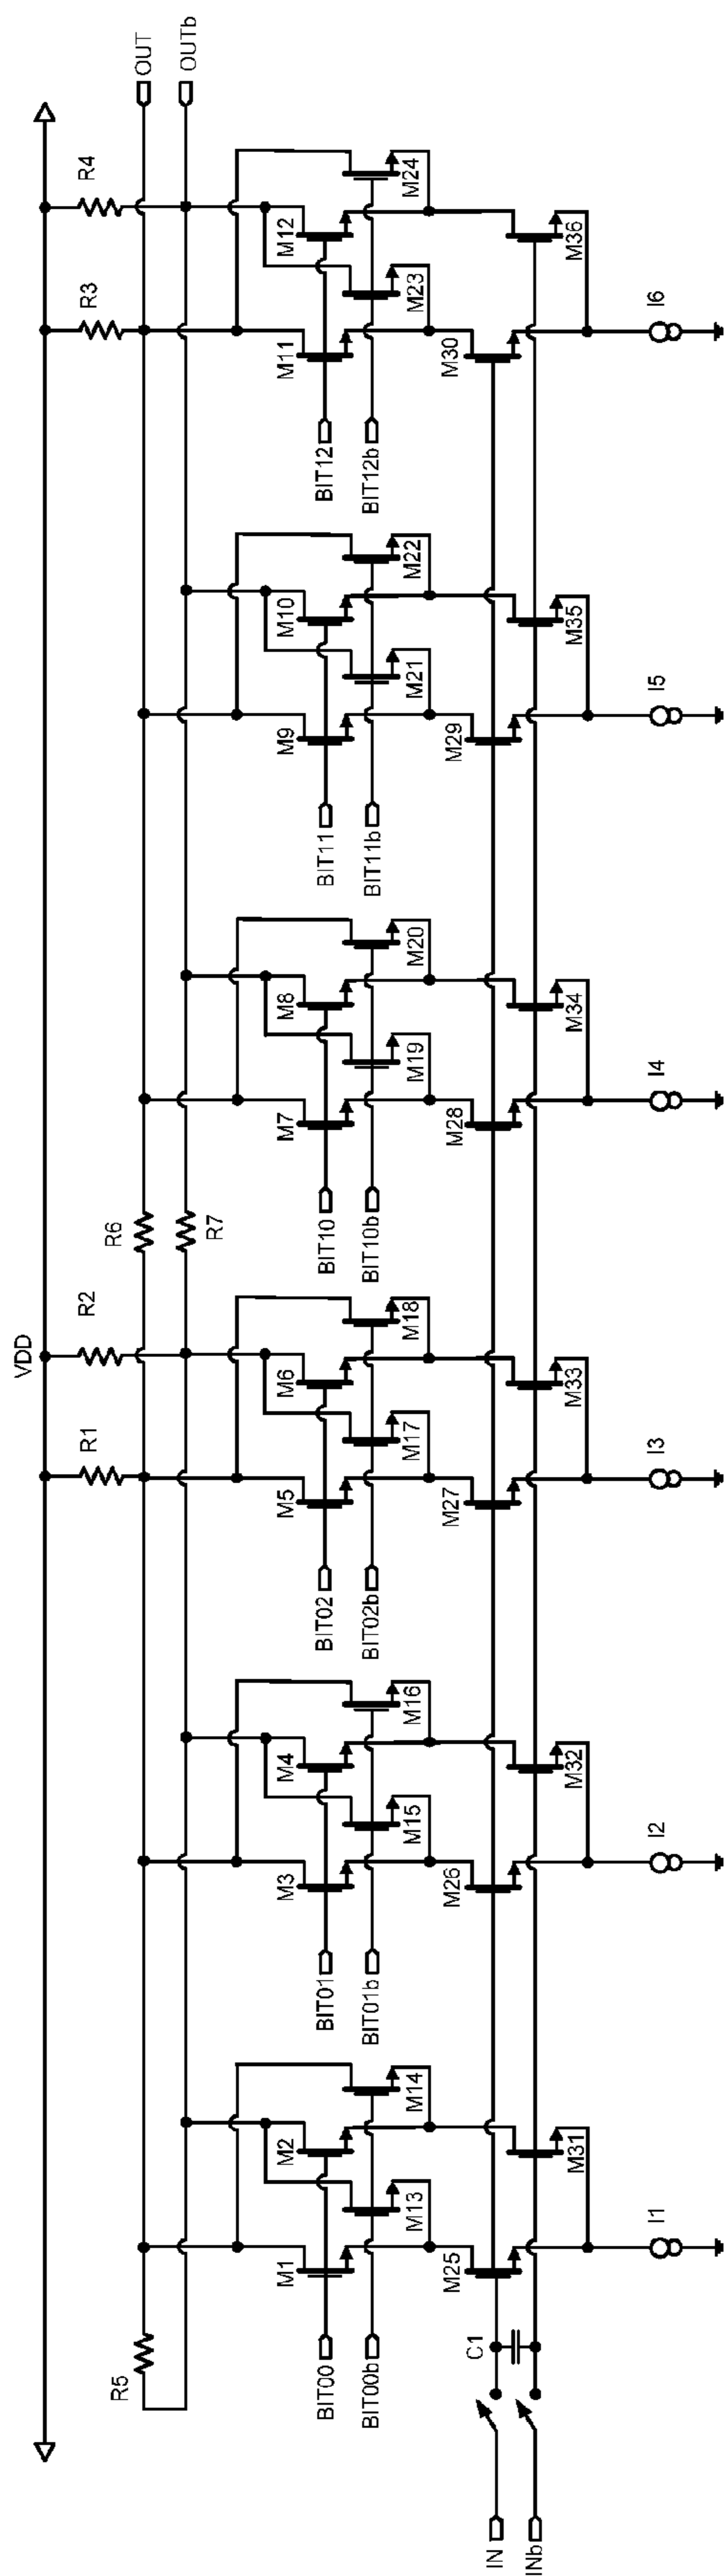 VDD
R1
R2
R3
R4
OUT
OUTb
R5
R6
R7
M1
M2
M3
M4
M5
M6
M7
M8
M9
M10
M11
M12
BIT00
BIT01
BIT02
BIT10
BIT11
BIT12
M13
M14
M15
M16
M17
M18
M19
M20
M21
M22
M23
M24
BIT00b
BIT01b
BIT02b
BIT10b
BIT11b
BIT12b
M25
M26
M27
M28
M29
M30
C1
IN
INb
M31
M32
M33
M34
M35
M36
I1
I2
I3
I4
I5
I6